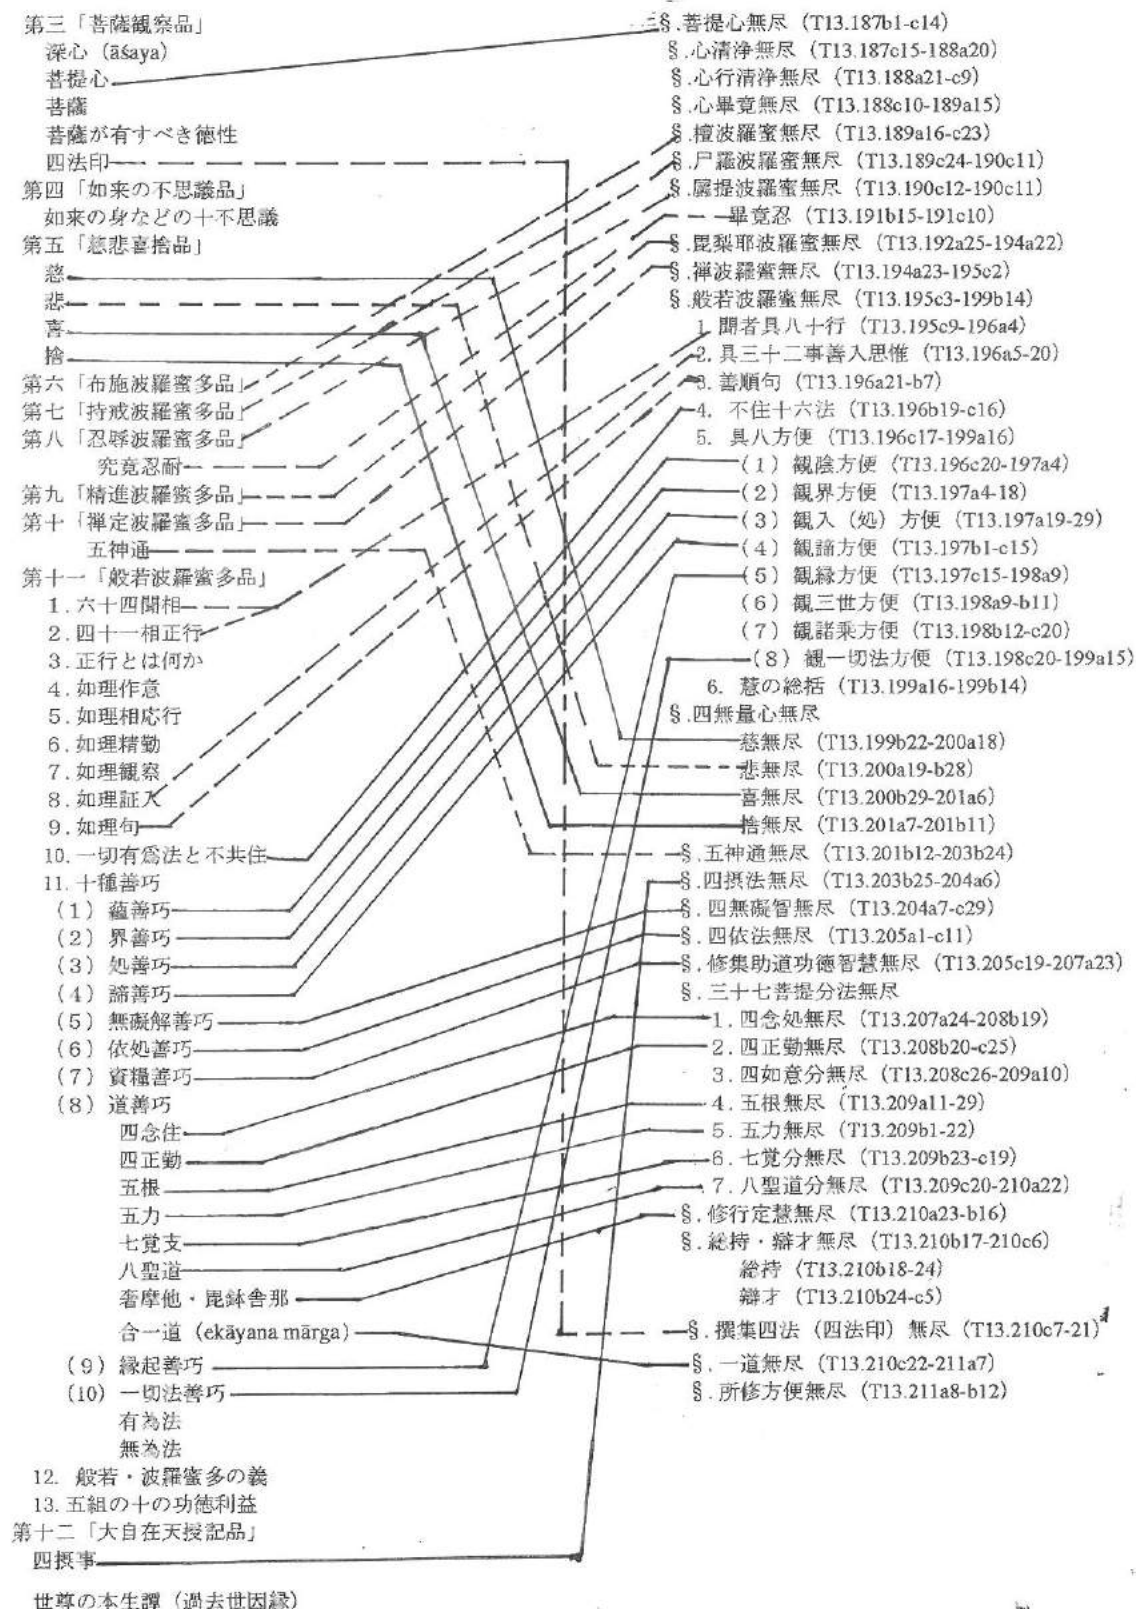 第三「菩薩観察品」
深心（āśaya）
菩提心
菩薩
菩薩が有すべき徳性
四法印
第四「如来の不思議品」
如来の身などの十不思議
第五「慈悲喜捨品」
慈
悲
喜
捨
第六「布施波羅蜜多品」
第七「持戒波羅蜜多品」
第八「忍辱波羅蜜多品」
究竟忍耐
第九「精進波羅蜜多品」
第十「禅定波羅蜜多品」
五神通
第十一「般若波羅蜜多品」
1. 六十四聞相
2. 四十一相正行
3. 正行とは何か
4. 如理作意
5. 如理相応行
6. 如理精勤
7. 如理観察
8. 如理証入
9. 如理句
10. 一切有為法と不共住
11. 十種善巧
（1）蘊善巧
（2）界善巧
（3）処善巧
（4）諦善巧
（5）無礙解善巧
（6）依処善巧
（7）資糧善巧
（8）道善巧
四念住
四正勤
五根
五力
七覚支
八聖道
奢摩他・毘鉢舎那
合一道（ekāyana mārga）
（9）縁起善巧
（10）一切法善巧
有為法
無為法
12. 般若・波羅蜜多の義
13. 五組の十の功徳利益
第十二「大自在天授記品」
四摂事
世尊の本生譚（過去世因縁）
§.菩提心無尽（T13.187b1-c14）
§.心清浄無尽（T13.187c15-188a20）
§.心行清浄無尽（T13.188a21-c9）
§.心畢竟無尽（T13.188c10-189a15）
§.檀波羅蜜無尽（T13.189a16-c23）
§.尸羅波羅蜜無尽（T13.189c24-190c11）
§.羼提波羅蜜無尽（T13.190c12-190c11）
畢竟忍（T13.191b15-191c10）
§.毘梨耶波羅蜜無尽（T13.192a25-194a22）
§.禅波羅蜜無尽（T13.194a23-195c2）
§.般若波羅蜜無尽（T13.195c3-199b14）
1. 聞者具八十行（T13.195c9-196a4）
2. 具三十二事善入思惟（T13.196a5-20）
3. 善順句（T13.196a21-b7）
4. 不住十六法（T13.196b19-c16）
5. 具八方便（T13.196c17-199a16）
（1）観陰方便（T13.196c20-197a4）
（2）観界方便（T13.197a4-18）
（3）観入（処）方便（T13.197a19-29）
（4）観諦方便（T13.197b1-c15）
（5）観縁方便（T13.197c15-198a9）
（6）観三世方便（T13.198a9-b11）
（7）観諸乗方便（T13.198b12-c20）
（8）観一切法方便（T13.198c20-199a15）
6. 慧の総括（T13.199a16-199b14）
§.四無量心無尽
慈無尽（T13.199b22-200a18）
悲無尽（T13.200a19-b28）
喜無尽（T13.200b29-201a6）
捨無尽（T13.201a7-201b11）
§.五神通無尽（T13.201b12-203b24）
§.四摂法無尽（T13.203b25-204a6）
§.四無礙智無尽（T13.204a7-c29）
§.四依法無尽（T13.205a1-c11）
§.修集助道功徳智慧無尽（T13.205c19-207a23）
§.三十七菩提分法無尽
1. 四念処無尽（T13.207a24-208b19）
2. 四正勤無尽（T13.208b20-c25）
3. 四如意分無尽（T13.208c26-209a10）
4. 五根無尽（T13.209a11-29）
5. 五力無尽（T13.209b1-22）
6. 七覚分無尽（T13.209b23-c19）
7. 八聖道分無尽（T13.209c20-210a22）
§.修行定慧無尽（T13.210a23-b16）
§.総持・辯才無尽（T13.210b17-210c6）
総持（T13.210b18-24）
辯才（T13.210b24-c5）
§.撰集四法（四法印）無尽（T13.210c7-21）
§.一道無尽（T13.210c22-211a7）
§.所修方便無尽（T13.211a8-b12）